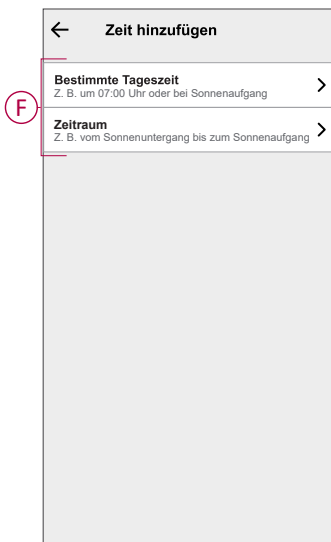 Zeit hinzufügen
Bestimmte Tageszeit
Z. B. um 07:00 Uhr oder bei Sonnenaufgang
F
Zeitraum
Z. B. vom Sonnenuntergang bis zum Sonnenaufgang